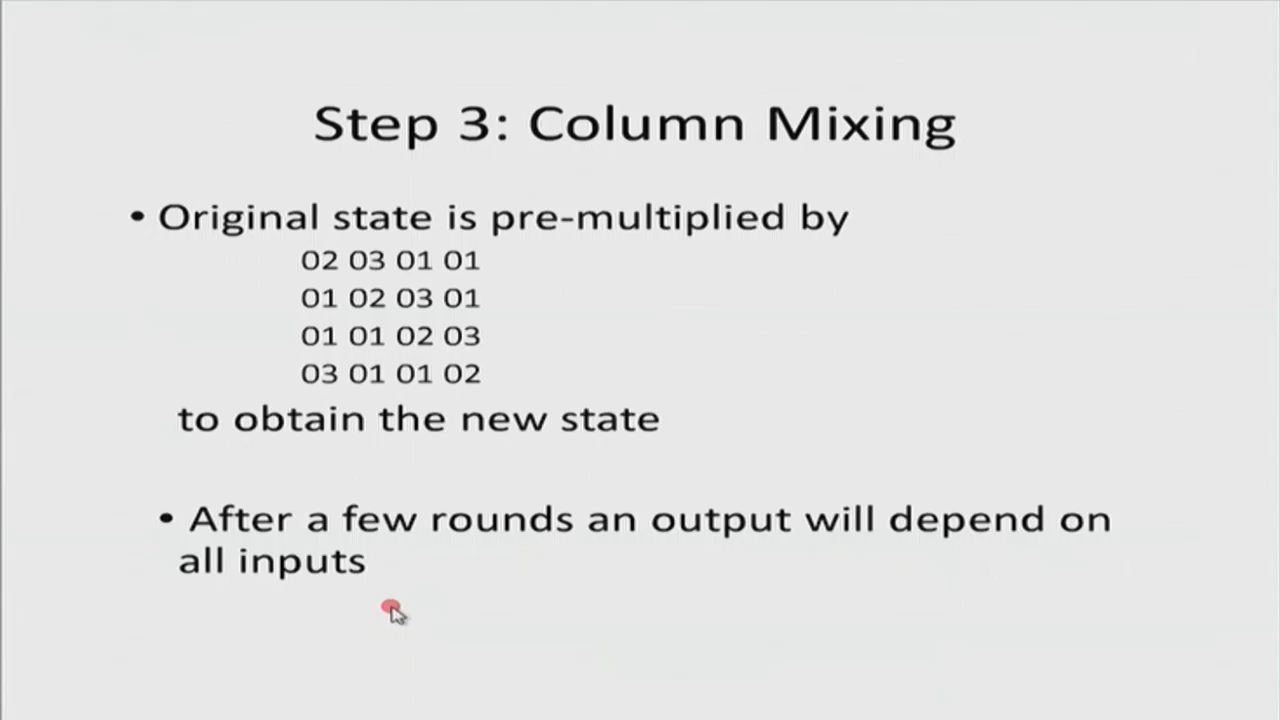 Step 3: Column Mixing
• Original state is pre-multiplied by
02 03 01 01
01 02 03 01
01 01 02 03
03 01 01 02
to obtain the new state
• After a few rounds an output will depend on
all inputs